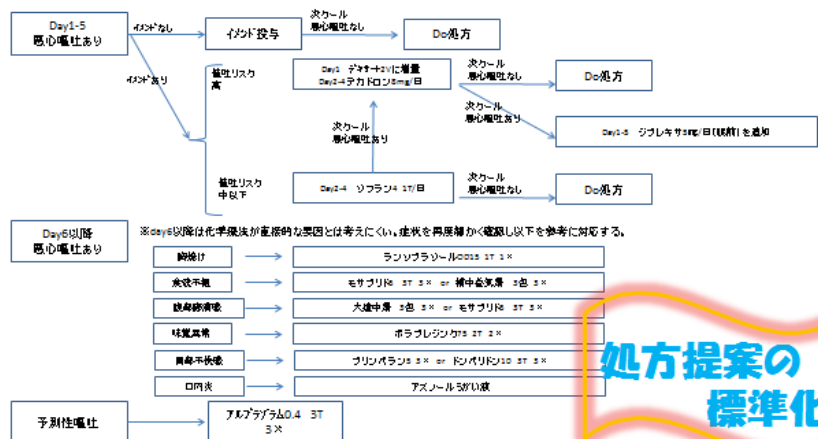 Day1-5
悪心嘔吐あり
イメンドなし
イメンド投与
次クール
悪心嘔吐なし
Do処方
イメンドあり
催吐リスク
高
Day1 デキサート2Vに増量
Day2-4デカドロン8mg/日
次クール
悪心嘔吐なし
Do処方
次クール
悪心嘔吐あり
ジプレキサ5mg/日(眠前)を追加
次クール
悪心嘔吐あり
催吐リスク
中以下
Day2-4 ゾフラン4 1T/日
次クール
悪心嘔吐なし
Do処方
Day6以降
悪心嘔吐あり
※day6以降は化学療法が直接的な要因とは考えにくい。症状を再度細かく確認し以下を参考に対応する。
胸焼け
ランソプラゾールOD15 1T 1×
食欲不振
モサプリド5 3T 3× or 補中益気湯 3包 3×
腹部膨満感
大建中湯 3包 3× or モサプリド5 3T 3×
味覚異常
ポラプレジンク75 2T 2×
胃部不快感
プリンペラン5 3× or ドンペリドン10 3T 3×
口内炎
アズノールうがい液
予測性嘔吐
アルプラゾラム0.4 3T
3×
処方提案の
標準化